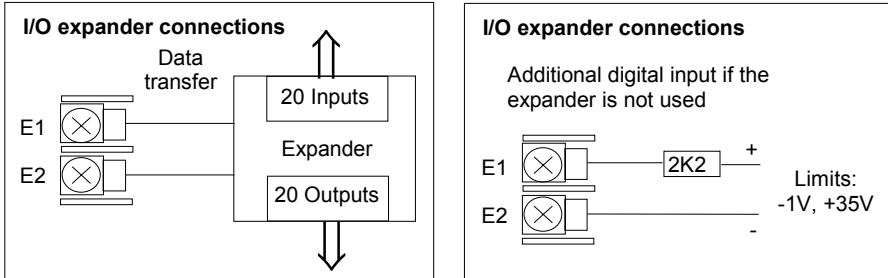 I/O expander connections
Data
transfer
20 Inputs
E1
Expander
E2
20 Outputs
I/O expander connections
Additional digital input if the
expander is not used
E1
2K2
+
Limits:
-1V, +35V
E2
-